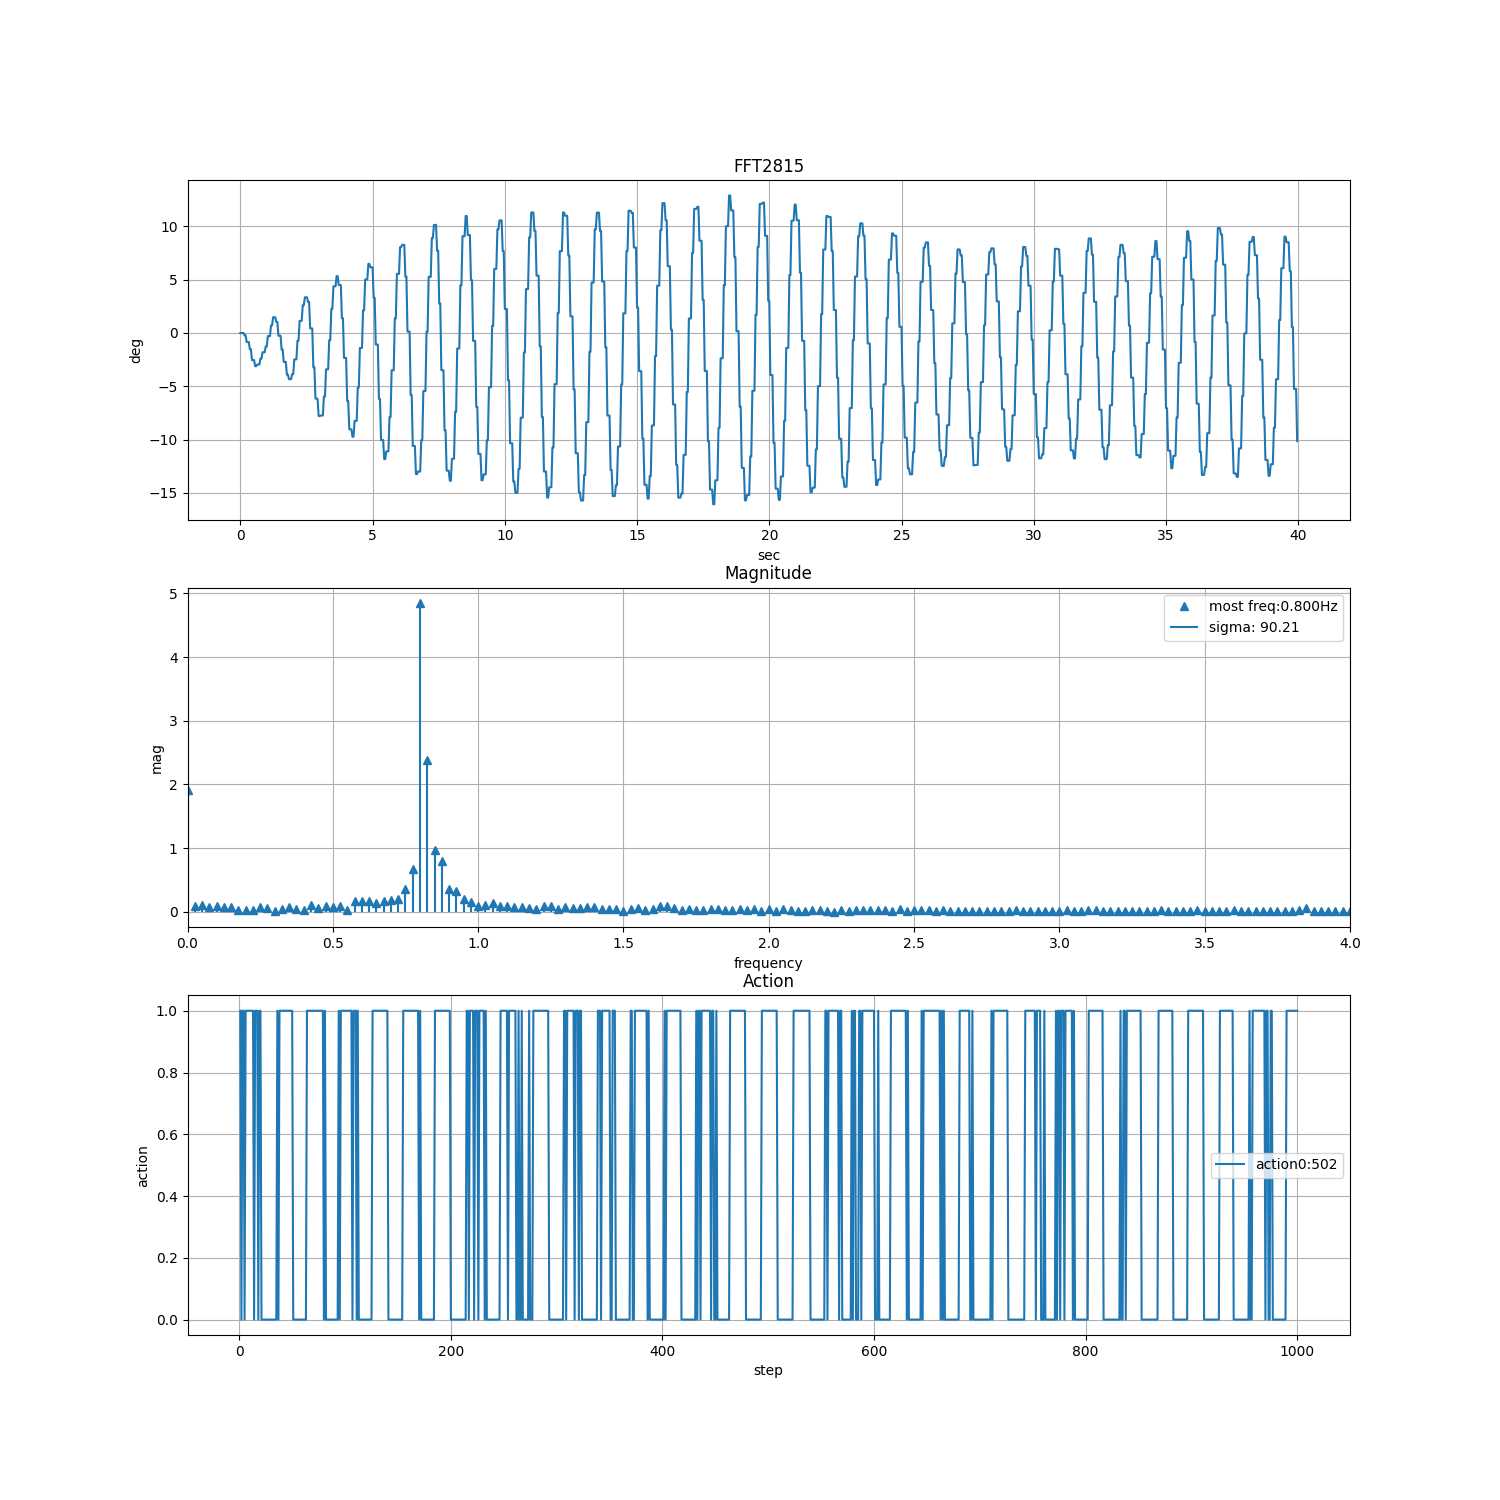 FFT2815
10
5
0
−5
−10
−15
deg
0 5 10 15 20 25 30 35 40
sec
Magnitude
5
4
3
2
1
0
mag
most freq:0.800Hz
sigma: 90.21
0.0 0.5 1.0 1.5 2.0 2.5 3.0 3.5 4.0
frequency
Action
1.0
0.8
0.6
0.4
0.2
0.0
action
action0:502
0 200 400 600 800 1000
step